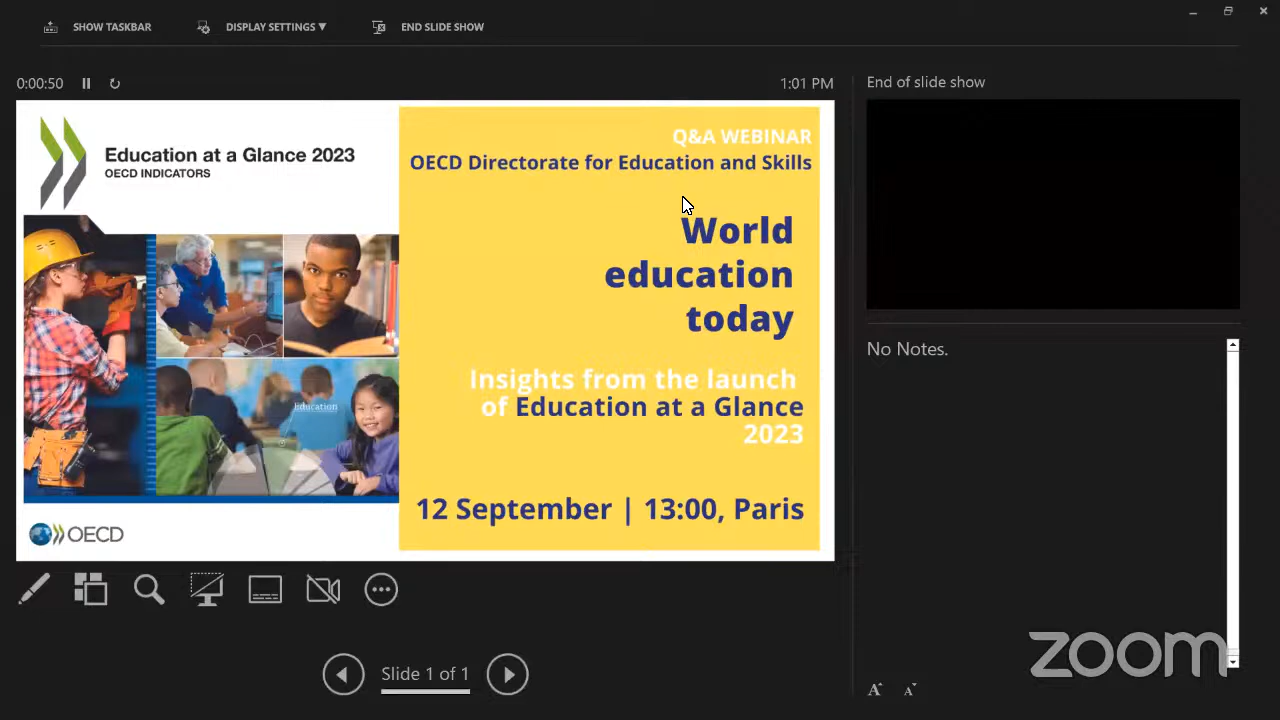 SHOW TASKBAR
DISPLAY SETTINGS ▼
END SLIDE SHOW
0:00:50
1:01 PM
End of slide show
Education at a Glance 2023
OECD INDICATORS
Education
OECD
Q&A WEBINAR
OECD Directorate for Education and Skills
World
education
today
Insights from the launch
of Education at a Glance
2023
12 September | 13:00, Paris
No Notes.
Slide 1 of 1
A A
zoom